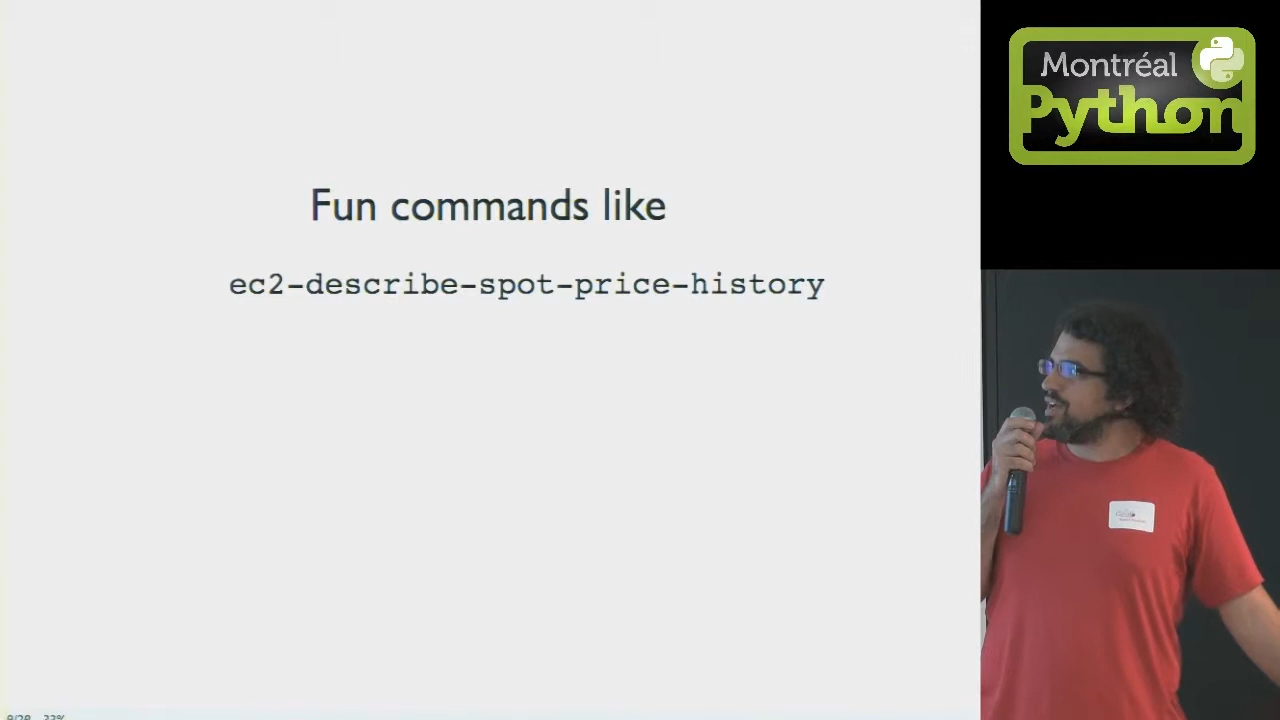 Fun commands like
ec2-describe-spot-price-history
Montréal
Python